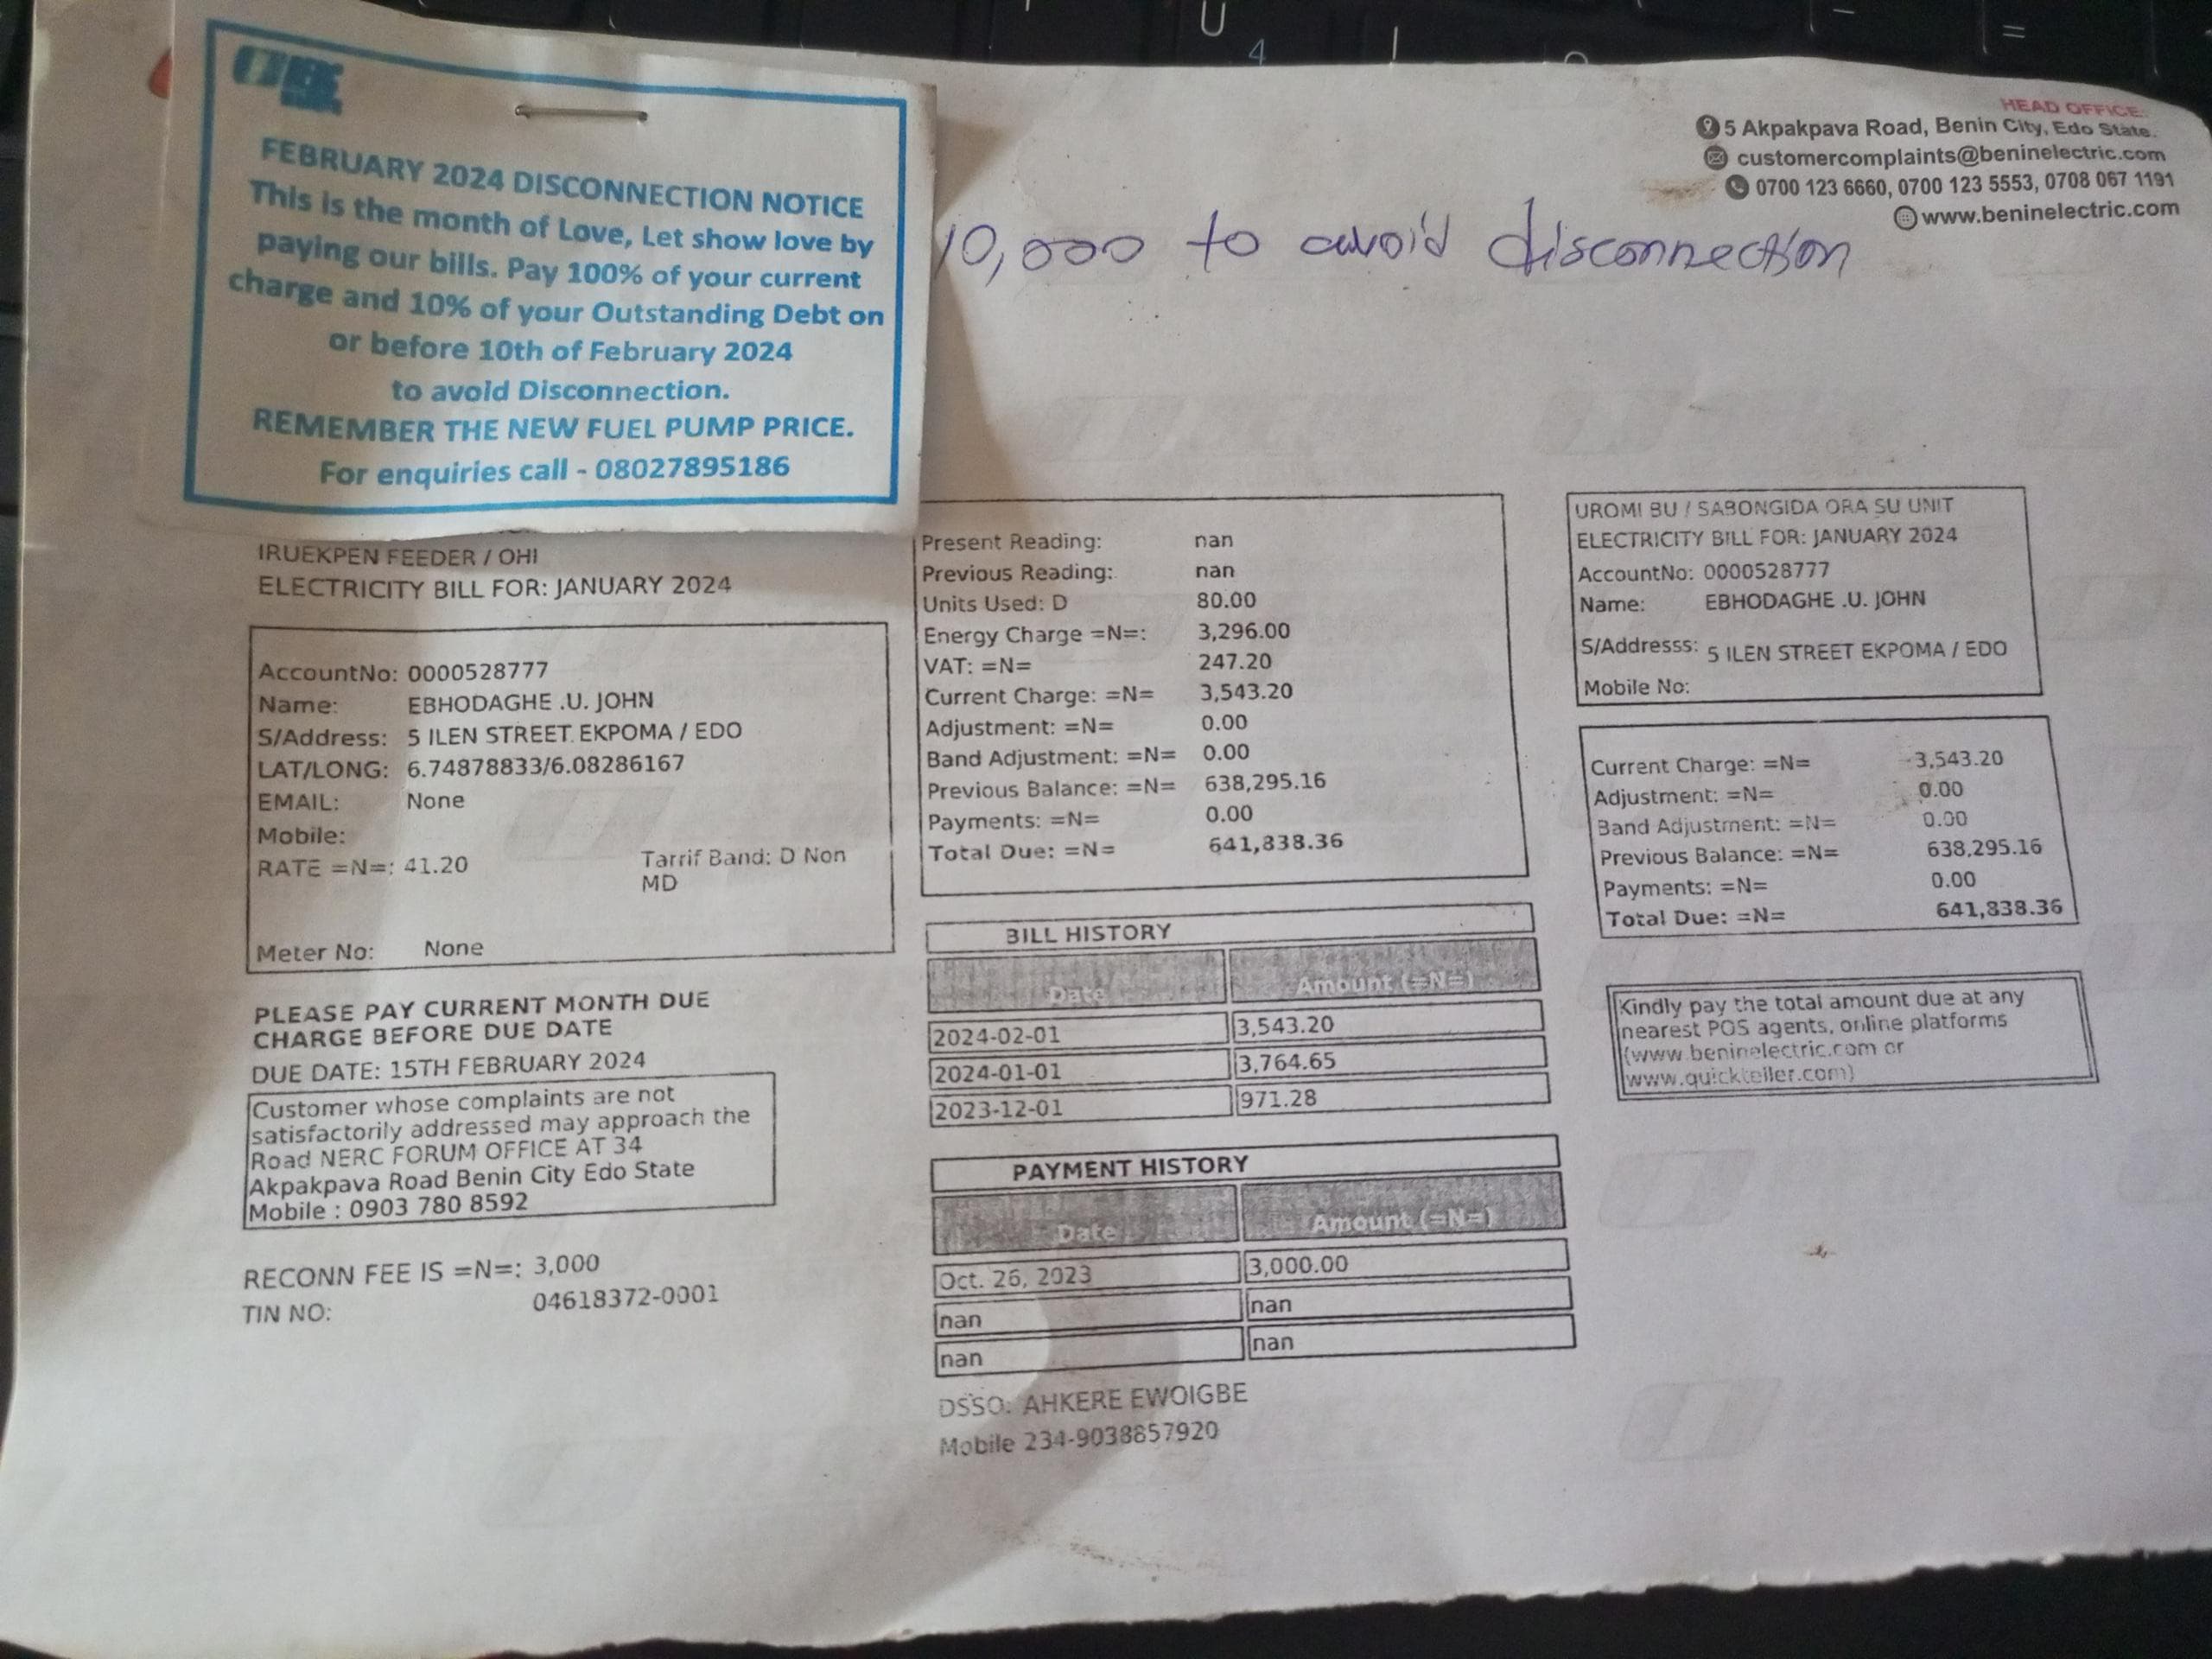 FEBRUARY 2024 DISCONNECTION NOTICE
This is the month of Love, Let show love by
paying our bills. Pay 100% of your current
charge and 10% of your Outstanding Debt on
or before 10th of February 2024
to avoid Disconnection.
REMEMBER THE NEW FUEL PUMP PRICE.
For enquiries call - 08027895186
HEAD OFFICE:
5 Akpakpava Road, Benin City, Edo State.
customercomplaints@beninelectric.com
0700 123 6660, 0700 123 5553, 0708 067 1191
www.beninelectric.com
10,000 to avoid disconnection
IRUEKPEN FEEDER / OHI
ELECTRICITY BILL FOR: JANUARY 2024
AccountNo: 0000528777
Name: EBHODAGHE .U. JOHN
S/Address: 5 ILEN STREET EKPOMA / EDO
LAT/LONG: 6.74878833/6.08286167
EMAIL: None
Mobile:
RATE =N=: 41.20 Tarrif Band: D Non
MD
Meter No: None
PLEASE PAY CURRENT MONTH DUE
CHARGE BEFORE DUE DATE
DUE DATE: 15TH FEBRUARY 2024
Customer whose complaints are not
satisfactorily addressed may approach the
Road NERC FORUM OFFICE AT 34
Akpakpava Road Benin City Edo State
Mobile : 0903 780 8592
RECONN FEE IS =N=: 3,000
TIN NO: 04618372-0001
Present Reading: nan
Previous Reading: nan
Units Used: D 80.00
Energy Charge =N=: 3,296.00
VAT: =N= 247.20
Current Charge: =N= 3,543.20
Adjustment: =N= 0.00
Band Adjustment: =N= 0.00
Previous Balance: =N= 638,295.16
Payments: =N= 0.00
Total Due: =N= 641,838.36
BILL HISTORY
Date Amount (=N=)
2024-02-01 3,543.20
2024-01-01 3,764.65
2023-12-01 971.28
PAYMENT HISTORY
Date Amount (=N=)
Oct. 26, 2023 3,000.00
nan nan
nan nan
DSSO: AHKERE EWOIGBE
Mobile 234-9038857920
UROMI BU / SABONGIDA ORA SU UNIT
ELECTRICITY BILL FOR: JANUARY 2024
AccountNo: 0000528777
Name: EBHODAGHE .U. JOHN
S/Addresss: 5 ILEN STREET EKPOMA / EDO
Mobile No:
Current Charge: =N= 3,543.20
Adjustment: =N= 0.00
Band Adjustment: =N= 0.00
Previous Balance: =N= 638,295.16
Payments: =N= 0.00
Total Due: =N= 641,838.36
Kindly pay the total amount due at any
nearest POS agents, online platforms
(www.beninelectric.com or
www.quickteller.com)